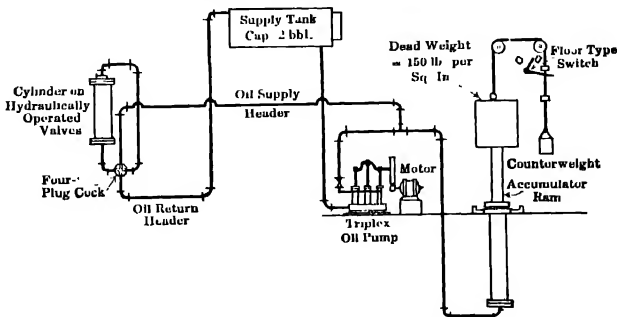 Supply Tank
Cap 2 bbl.
Dead Weight
= 150 lb per
Sq In
Floor Type
Switch
Cylinder on
Hydraulically
Operated
Valves
Oil Supply
Header
Four-
Plug Cock
Oil Return
Header
Motor
Triplex
Oil Pump
Counterweight
Accumulator
Ram